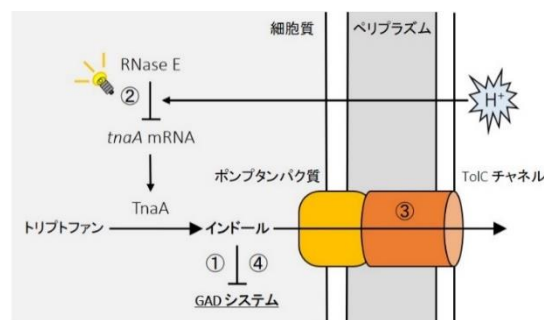 細胞質
ペリプラズム
RNase E
②
H⁺
tnaA mRNA
ポンプタンパク質
TolC チャネル
TnaA
③
トリプトファン
インドール
① ④
GAD システム